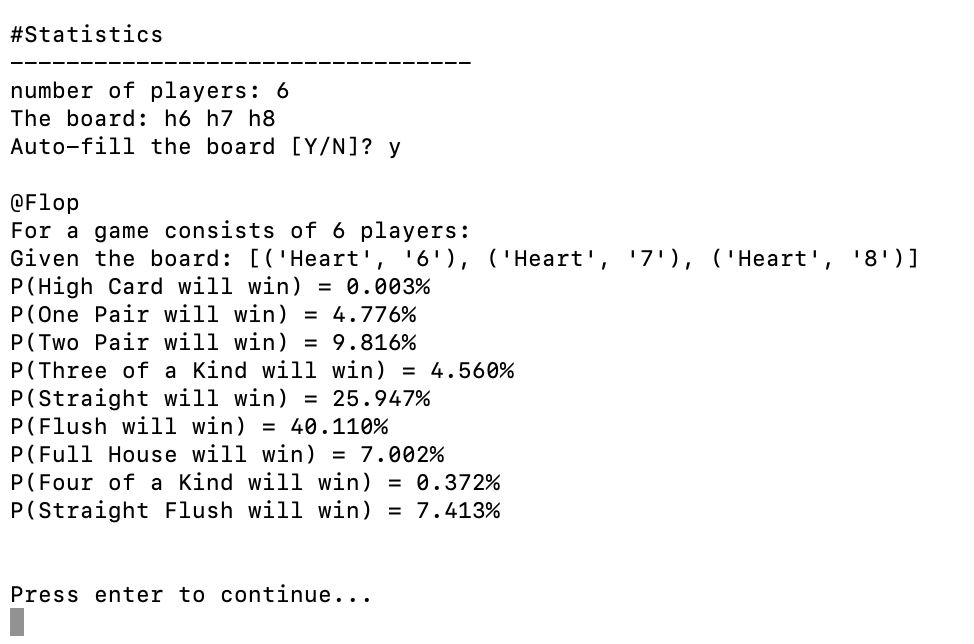 #Statistics
---------------------------------
number of players: 6
The board: h6 h7 h8
Auto-fill the board [Y/N]? y
@Flop
For a game consists of 6 players:
Given the board: [('Heart', '6'), ('Heart', '7'), ('Heart', '8')]
P(High Card will win) = 0.003%
P(One Pair will win) = 4.776%
P(Two Pair will win) = 9.816%
P(Three of a Kind will win) = 4.560%
P(Straight will win) = 25.947%
P(Flush will win) = 40.110%
P(Full House will win) = 7.002%
P(Four of a Kind will win) = 0.372%
P(Straight Flush will win) = 7.413%
Press enter to continue...